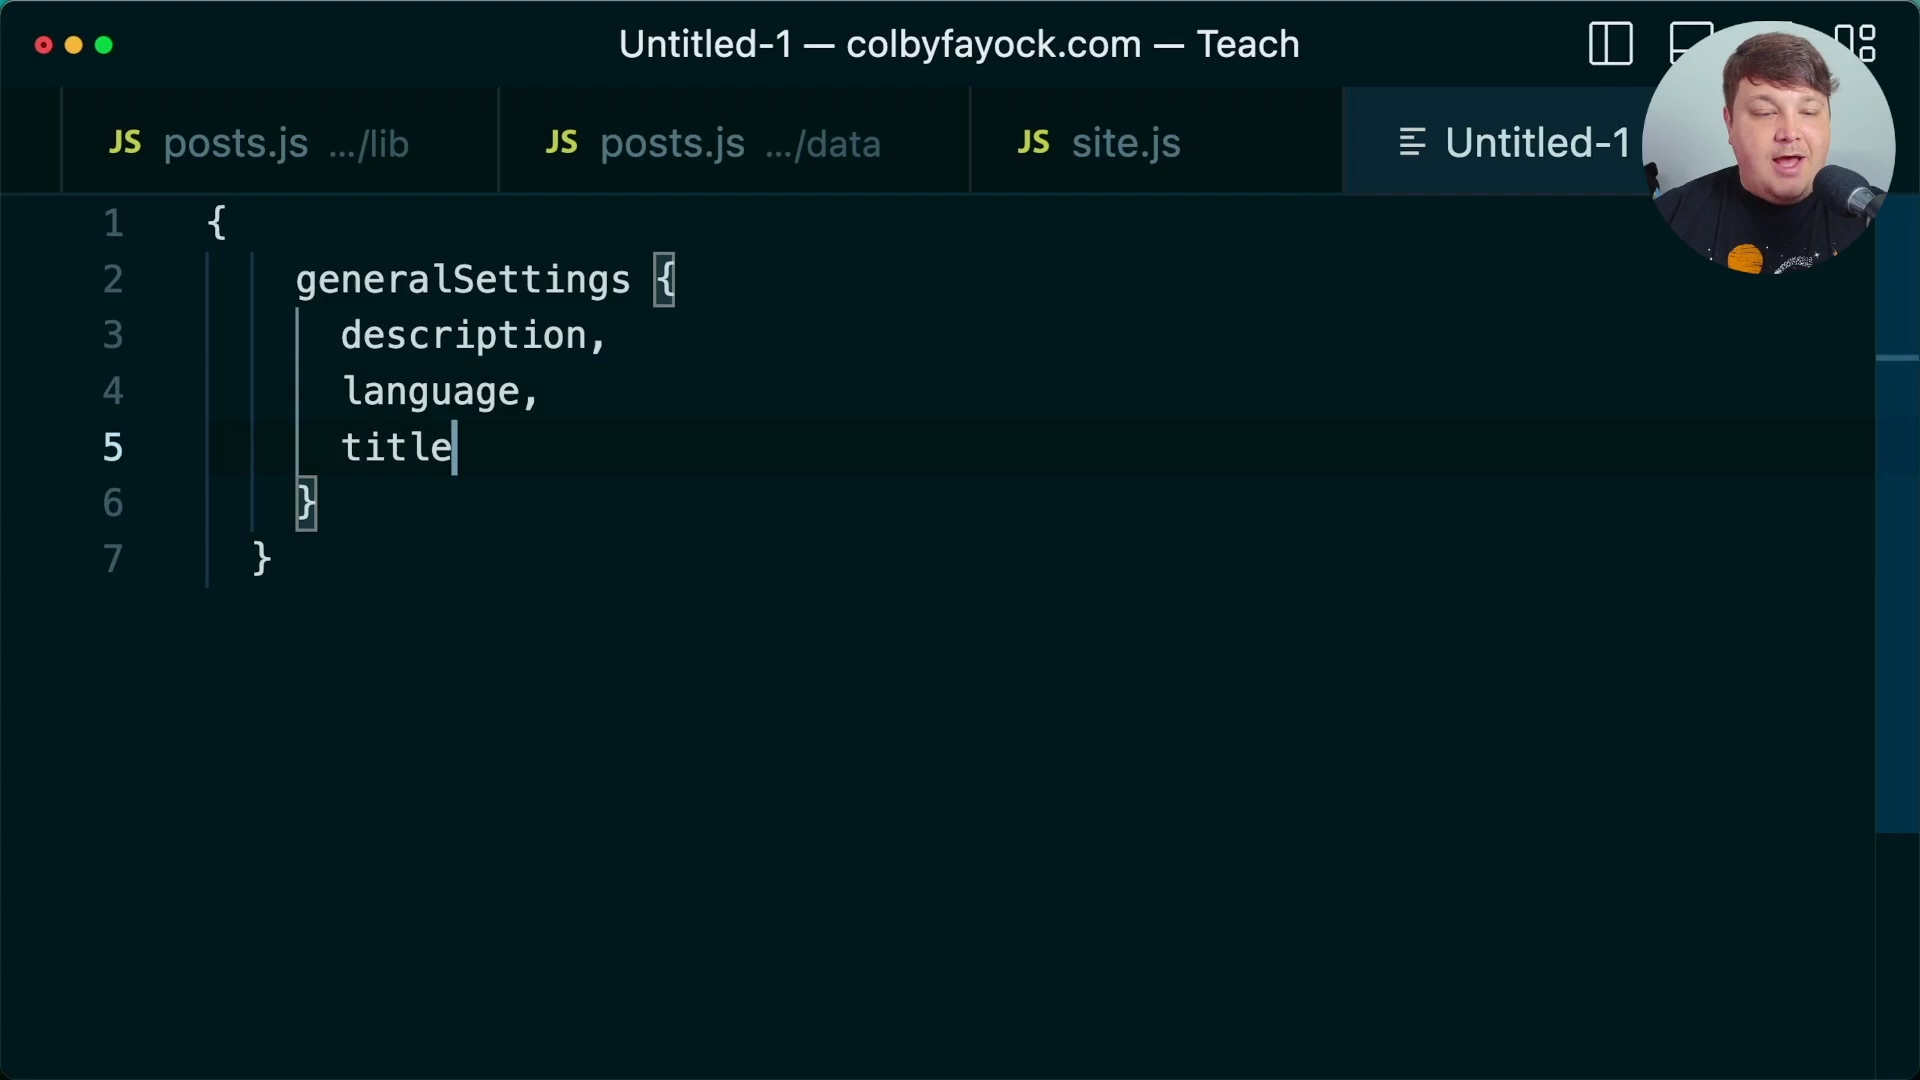 Untitled-1 — colbyfayock.com — Teach
JS posts.js .../lib JS posts.js .../data JS site.js Untitled-1
1 {
2 generalSettings {
3 description,
4 language,
5 title
6 }
7 }